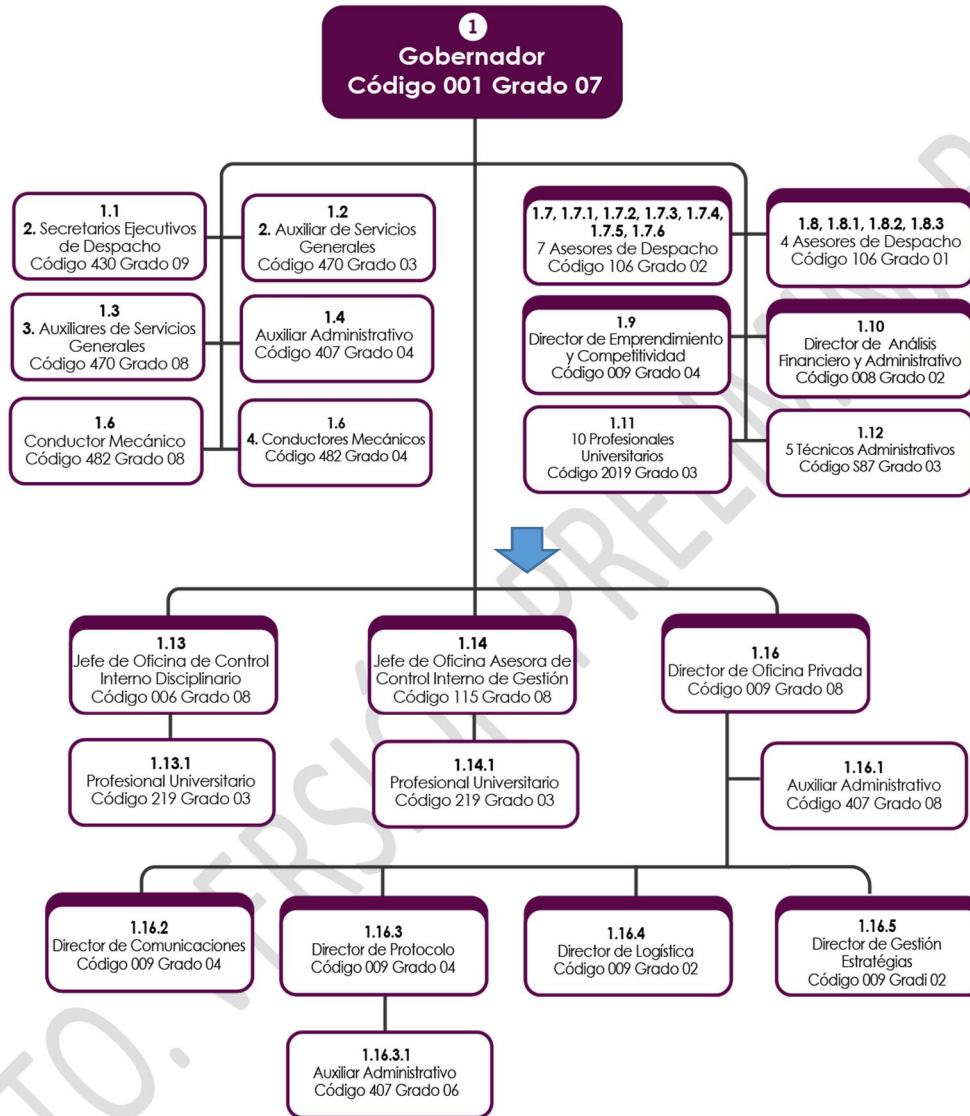 1
Gobernador
Código 001 Grado 07
1.1
2. Secretarios Ejecutivos
de Despacho
Código 430 Grado 09
1.2
2. Auxiliar de Servicios
Generales
Código 470 Grado 03
1.7, 1.7.1, 1.7.2, 1.7.3, 1.7.4,
1.7.5, 1.7.6
7 Asesores de Despacho
Código 106 Grado 02
1.8, 1.8.1, 1.8.2, 1.8.3
4 Asesores de Despacho
Código 106 Grado 01
1.3
3. Auxiliares de Servicios
Generales
Código 470 Grado 08
1.4
Auxiliar Administrativo
Código 407 Grado 04
1.9
Director de Emprendimiento
y Competitividad
Código 009 Grado 04
1.10
Director de Análisis
Financiero y Administrativo
Código 008 Grado 02
1.6
Conductor Mecánico
Código 482 Grado 08
1.6
4. Conductores Mecánicos
Código 482 Grado 04
1.11
10 Profesionales
Universitarios
Código 2019 Grado 03
1.12
5 Técnicos Administrativos
Código S87 Grado 03
1.13
Jefe de Oficina de Control
Interno Disciplinario
Código 006 Grado 08
1.14
Jefe de Oficina Asesora de
Control Interno de Gestión
Código 115 Grado 08
1.16
Director de Oficina Privada
Código 009 Grado 08
1.13.1
Profesional Universitario
Código 219 Grado 03
1.14.1
Profesional Universitario
Código 219 Grado 03
1.16.1
Auxiliar Administrativo
Código 407 Grado 08
1.16.2
Director de Comunicaciones
Código 009 Grado 04
1.16.3
Director de Protocolo
Código 009 Grado 04
1.16.4
Director de Logística
Código 009 Grado 02
1.16.5
Director de Gestión
Estratégias
Código 009 Gradi 02
1.16.3.1
Auxiliar Administrativo
Código 407 Grado 06
TO. VERSIÓN PRELIMINAR